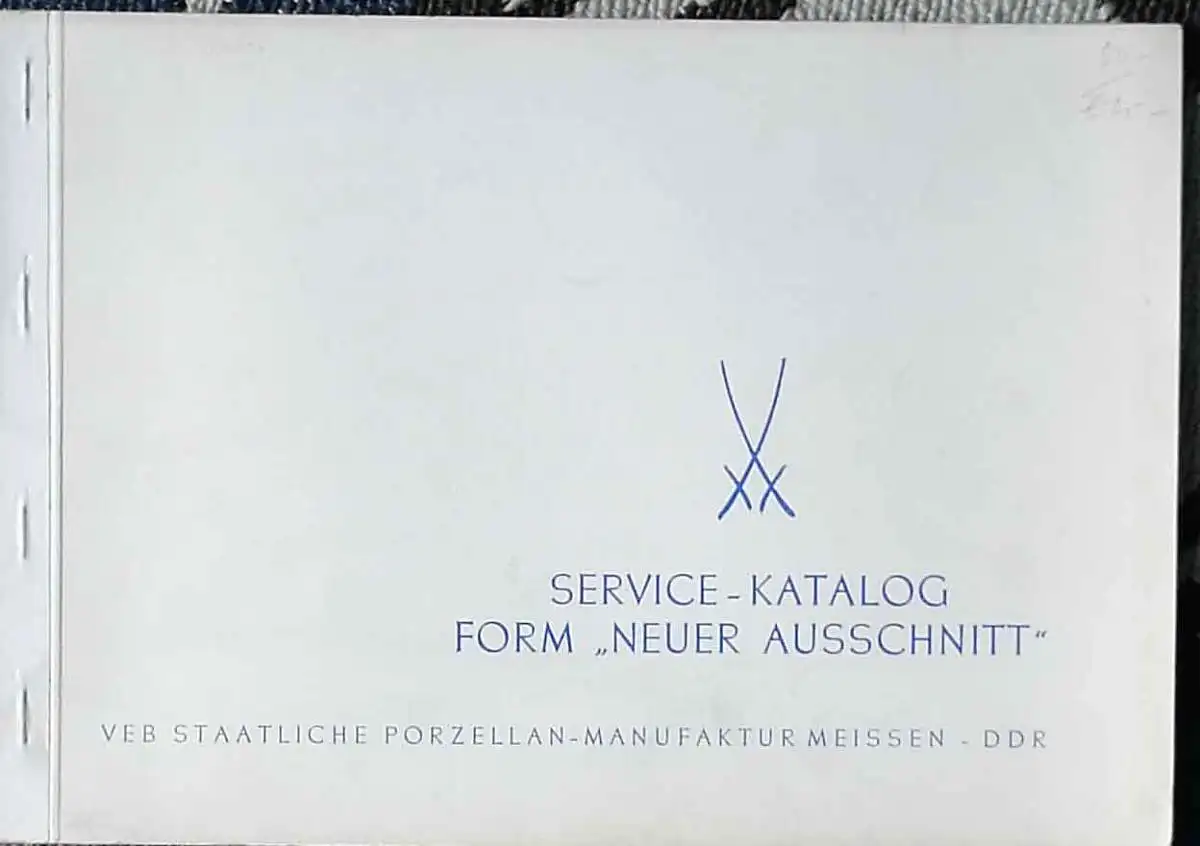 SERVICE-KATALOG
FORM „NEUER AUSSCHNITT“
VEB STAATLICHE PORZELLAN-MANUFAKTUR MEISSEN - DDR